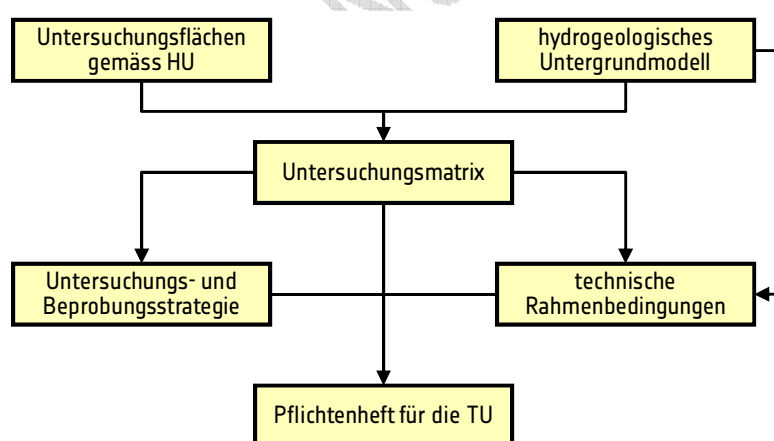 Untersuchungsflächen
gemäss HU
hydrogeologisches
Untergrundmodell
Untersuchungsmatrix
Untersuchungs- und
Beprobungsstrategie
technische
Rahmenbedingungen
Pflichtenheft für die TU